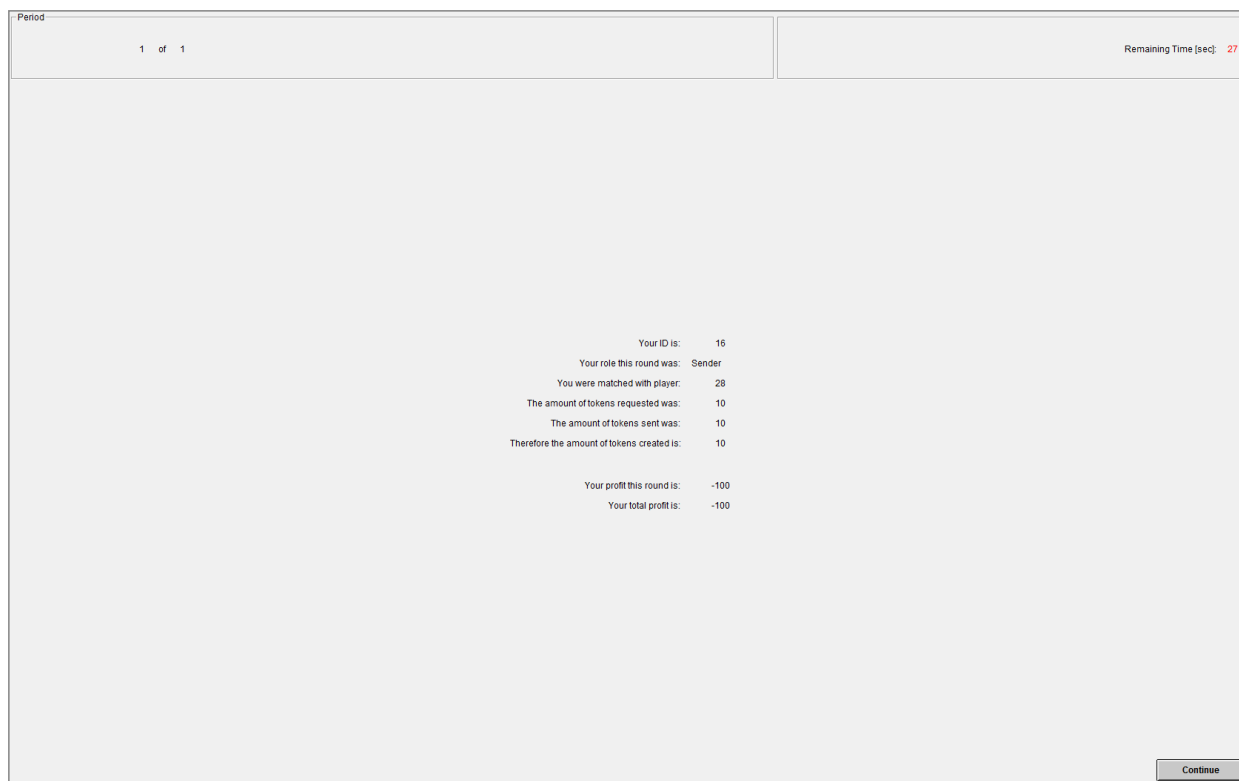 Period
1 of 1
Remaining Time [sec]: 27
Your ID is: 16
Your role this round was: Sender
You were matched with player: 28
The amount of tokens requested was: 10
The amount of tokens sent was: 10
Therefore the amount of tokens created is: 10
Your profit this round is: -100
Your total profit is: -100
Continue